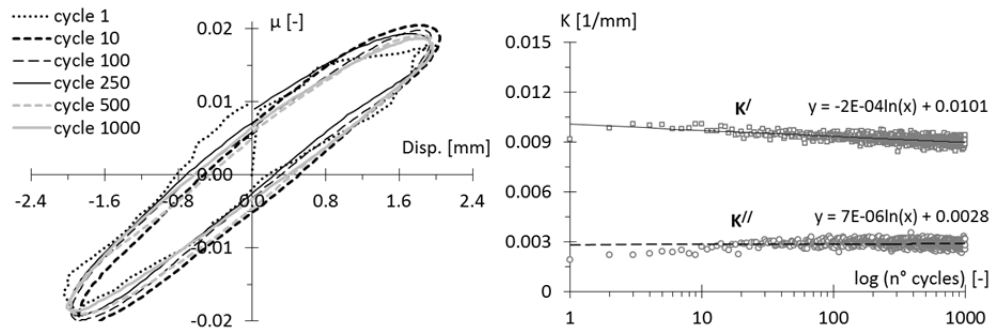 cycle 1
cycle 10
cycle 100
cycle 250
cycle 500
cycle 1000
μ [-]
0.02
0.01
0.00
-0.01
-0.02
Disp. [mm]
-2.4 -1.6 -0.8 0.0 0.8 1.6 2.4
K [1/mm]
0.015
0.012
0.009
0.006
0.003
0
K/ y = -2E-04ln(x) + 0.0101
K// y = 7E-06ln(x) + 0.0028
log (n° cycles) [-]
1 10 100 1000